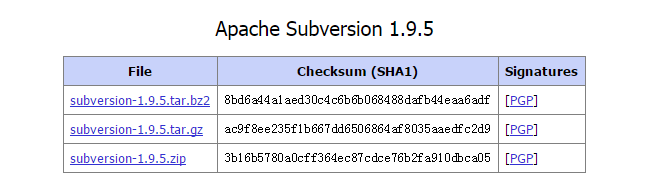 Apache Subversion 1.9.5
File Checksum (SHA1) Signatures
subversion-1.9.5.tar.bz2 8bd6a44a1aed30c4c6b6b068488dafb44eaa6adf [PGP]
subversion-1.9.5.tar.gz ac9f8ee235f1b667dd6506864af8035aaedfc2d9 [PGP]
subversion-1.9.5.zip 3b16b5780a0cff364ec87cdce76b2fa910dbca05 [PGP]